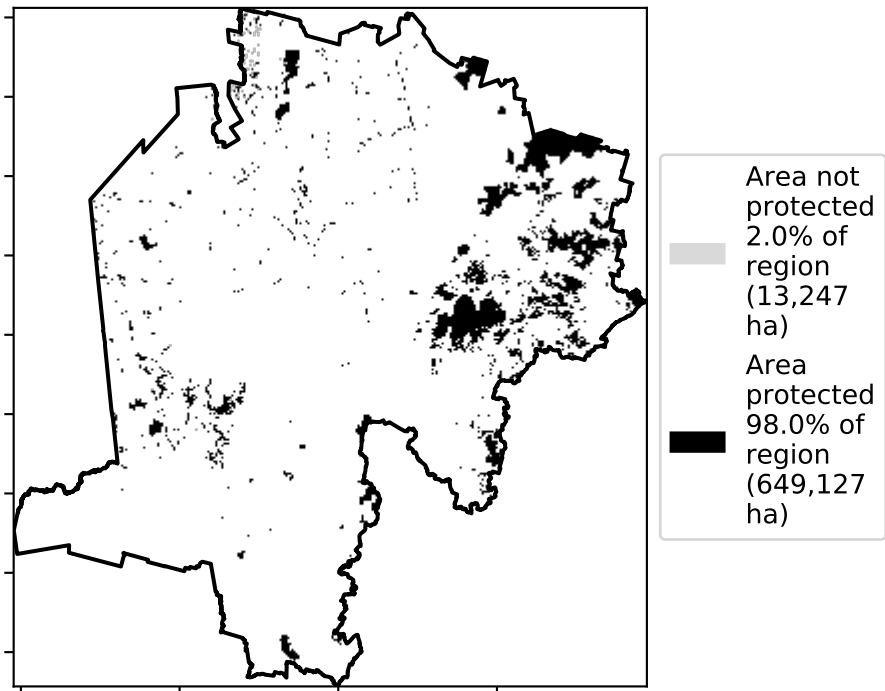 Area not
protected
2.0% of
region
(13,247
ha)
Area
protected
98.0% of
region
(649,127
ha)